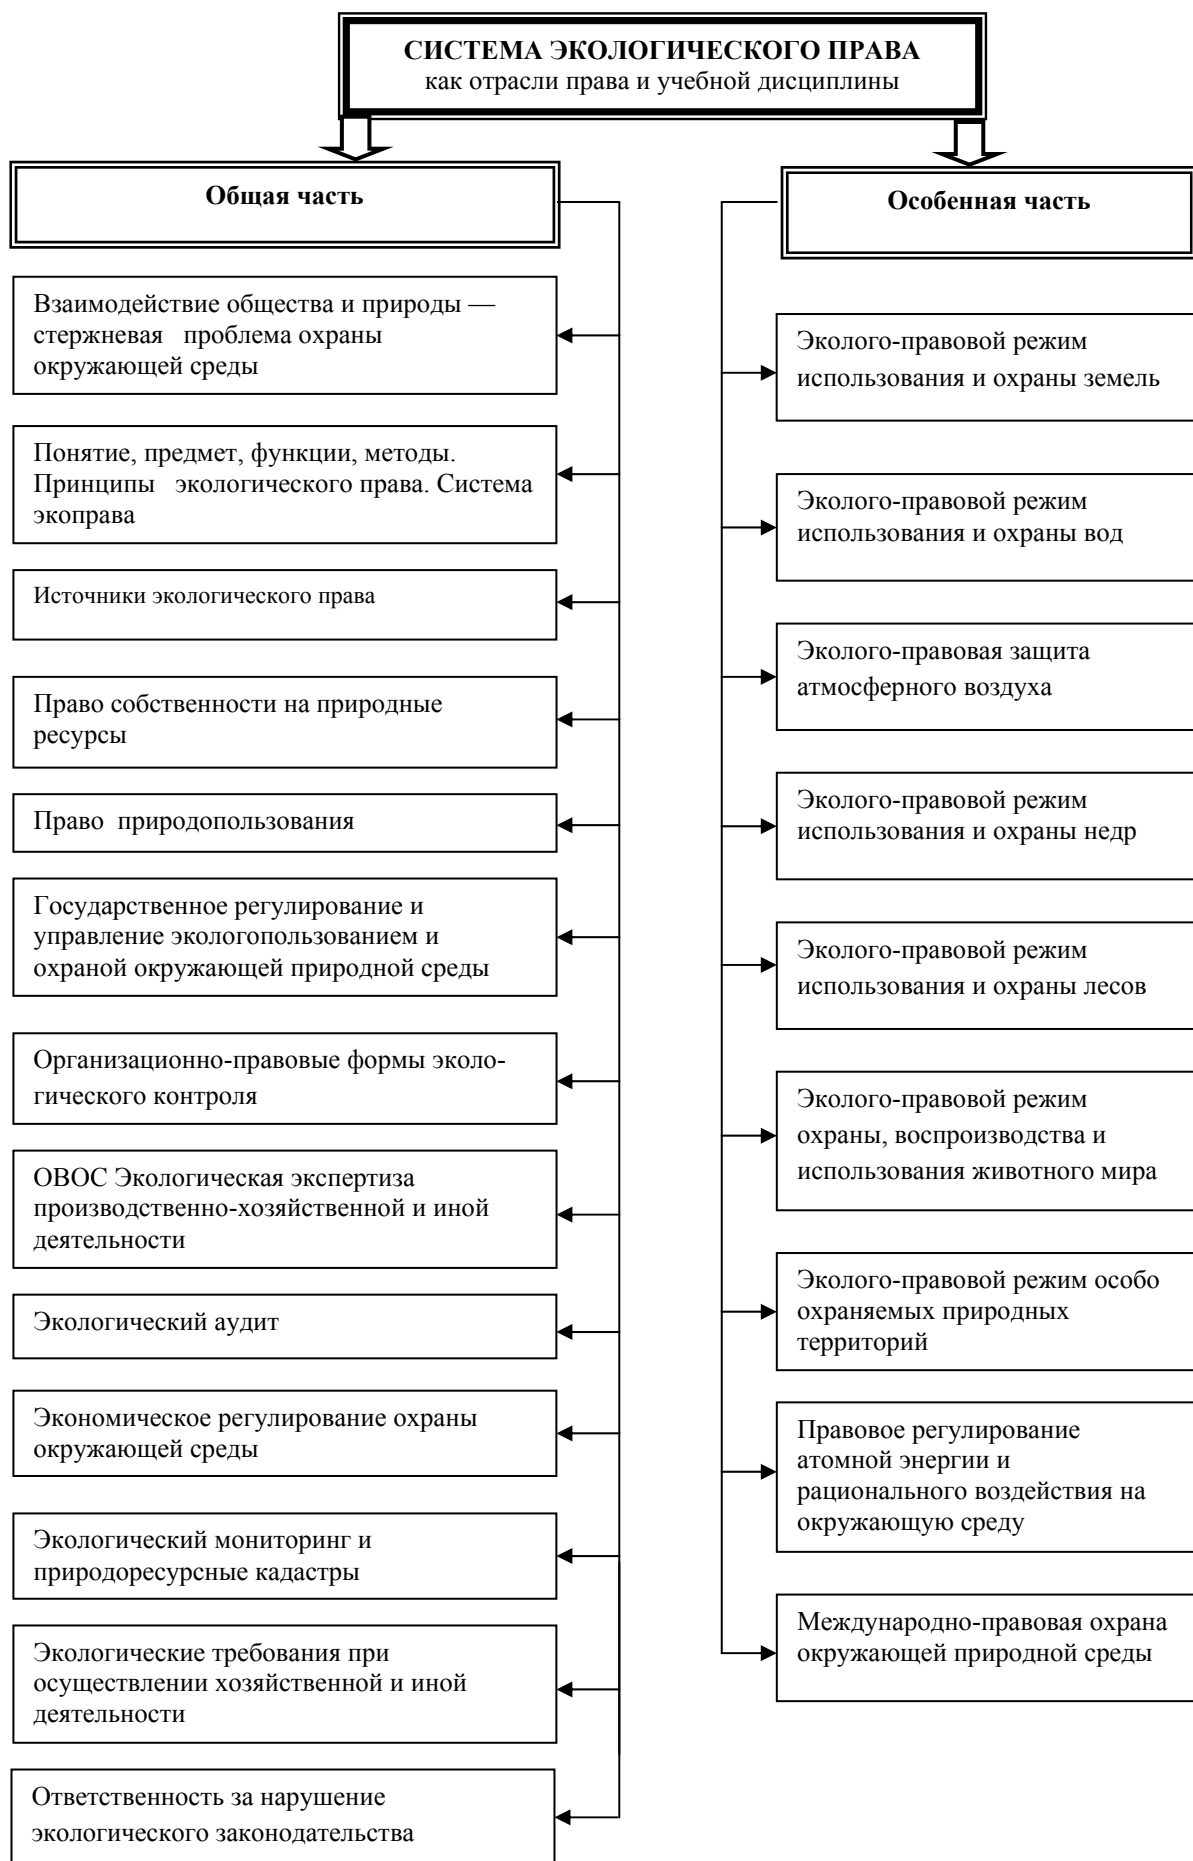 СИСТЕМА ЭКОЛОГИЧЕСКОГО ПРАВА
как отрасли права и учебной дисциплины
Общая часть
Взаимодействие общества и природы —
стержневая проблема охраны
окружающей среды
Понятие, предмет, функции, методы.
Принципы экологического права. Система
экоправа
Источники экологического права
Право собственности на природные
ресурсы
Право природопользования
Государственное регулирование и
управление экологопользованием и
охраной окружающей природной среды
Организационно-правовые формы эколо-
гического контроля
ОВОС Экологическая экспертиза
производственно-хозяйственной и иной
деятельности
Экологический аудит
Экономическое регулирование охраны
окружающей среды
Экологический мониторинг и
природоресурсные кадастры
Экологические требования при
осуществлении хозяйственной и иной
деятельности
Ответственность за нарушение
экологического законодательства
Особенная часть
Эколого-правовой режим
использования и охраны земель
Эколого-правовой режим
использования и охраны вод
Эколого-правовая защита
атмосферного воздуха
Эколого-правовой режим
использования и охраны недр
Эколого-правовой режим
использования и охраны лесов
Эколого-правовой режим
охраны, воспроизводства и
использования животного мира
Эколого-правовой режим особо
охраняемых природных
территорий
Правовое регулирование
атомной энергии и
рационального воздействия на
окружающую среду
Международно-правовая охрана
окружающей природной среды